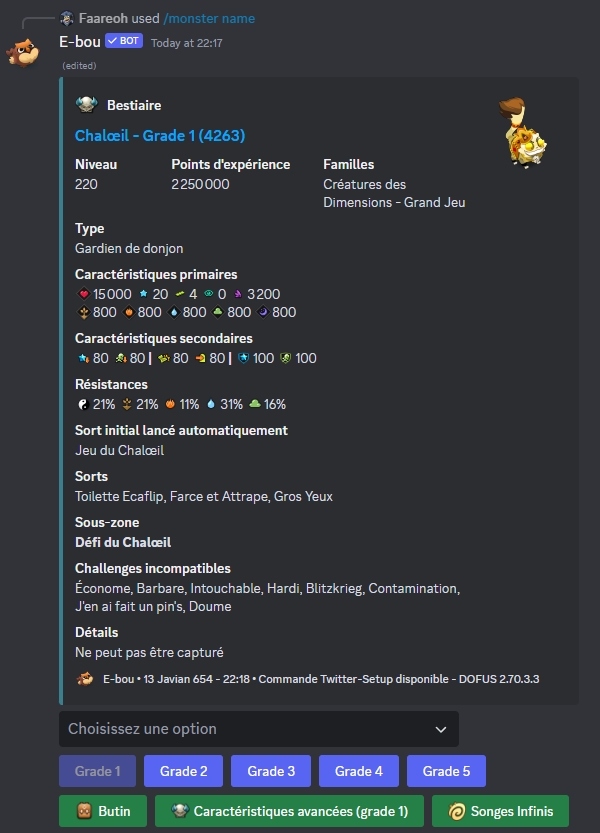 Faareoh used /monster name
E-bou BOT Today at 22:17
(edited)
Bestiaire
Chalœil - Grade 1 (4263)
Niveau Points d'expérience Familles
220 2 250 000 Créatures des
Dimensions - Grand Jeu
Type
Gardien de donjon
Caractéristiques primaires
15 000 20 4 0 3 200
800 800 800 800 800
Caractéristiques secondaires
80 80 | 80 80 | 100 100
Résistances
21% 21% 11% 31% 16%
Sort initial lancé automatiquement
Jeu du Chalœil
Sorts
Toilette Ecaflip, Farce et Attrape, Gros Yeux
Sous-zone
Défi du Chalœil
Challenges incompatibles
Économe, Barbare, Intouchable, Hardi, Blitzkrieg, Contamination,
J'en ai fait un pin's, Doume
Détails
Ne peut pas être capturé
E-bou • 13 Javian 654 - 22:18 • Commande Twitter-Setup disponible - DOFUS 2.70.3.3
Choisissez une option
Grade 1 Grade 2 Grade 3 Grade 4 Grade 5
Butin Caractéristiques avancées (grade 1) Songes Infinis